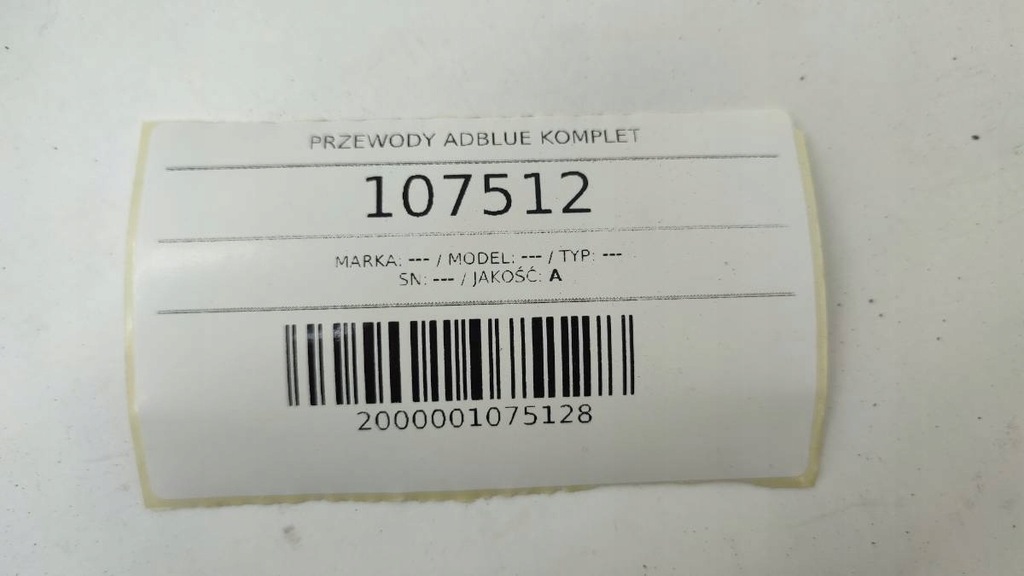 PRZEWODY ADBLUE KOMPLET
107512
MARKA: --- / MODEL: --- / TYP: ---
SN: --- / JAKOŚĆ: A
2000001075128